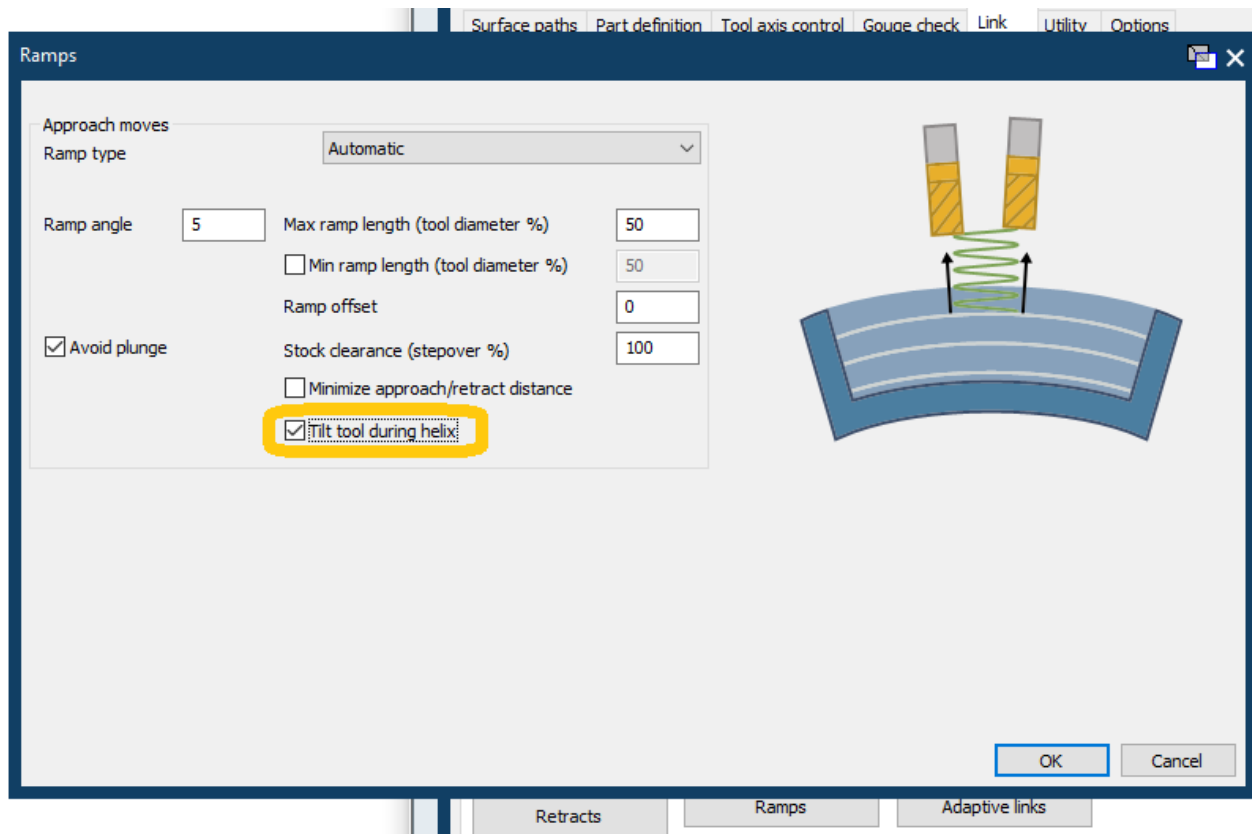 Surface paths Part definition Tool axis control Gouge check Link Utility Options
Ramps
Approach moves
Ramp type Automatic
Ramp angle 5 Max ramp length (tool diameter %) 50
Min ramp length (tool diameter %) 50
Ramp offset 0
Avoid plunge Stock clearance (stepover %) 100
Minimize approach/retract distance
Tilt tool during helix
OK Cancel
Retracts Ramps Adaptive links